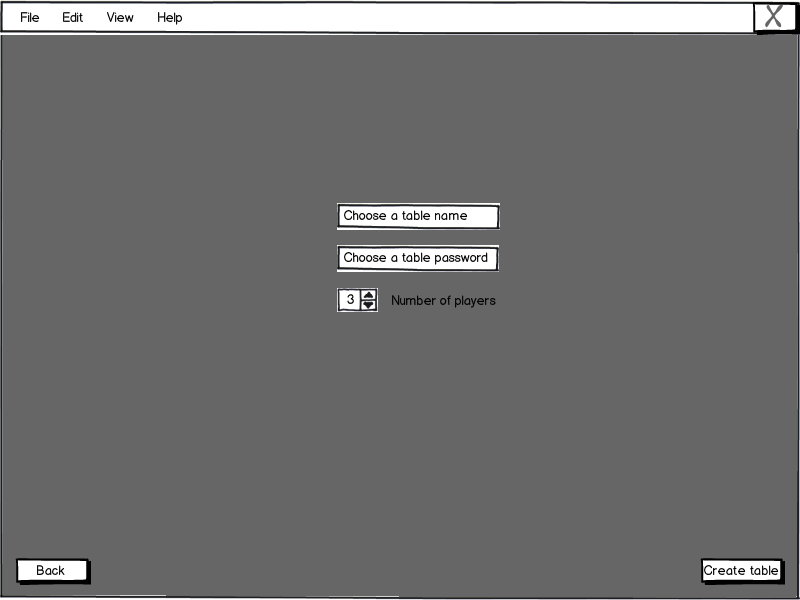 File Edit View Help X
Choose a table name
Choose a table password
3 Number of players
Back Create table